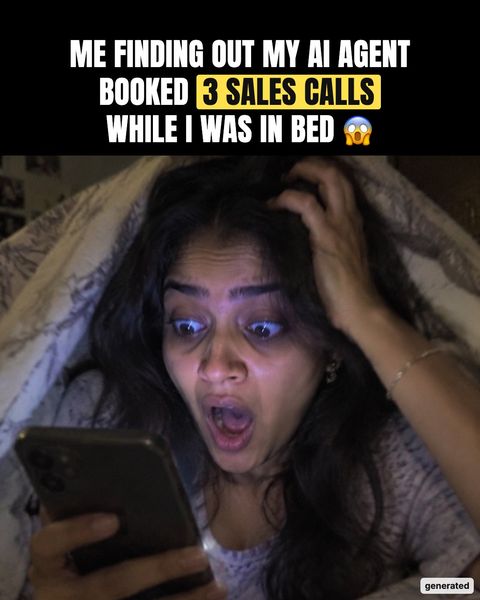 ME FINDING OUT MY AI AGENT
BOOKED 3 SALES CALLS
WHILE I WAS IN BED 😱
generated